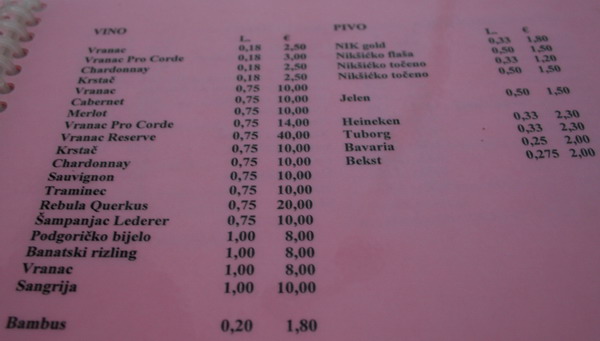 VINO
L.. €
Vranac 0,18 2,50
Vranac Pro Corde 0,18 3,00
Chardonnay 0,18 2,50
Krstač 0,18 2,50
Vranac 0,75 10,00
Cabernet 0,75 10,00
Merlot 0,75 10,00
Vranac Pro Corde 0,75 14,00
Vranac Reserve 0,75 40,00
Krstač 0,75 10,00
Chardonnay 0,75 10,00
Sauvignon 0,75 10,00
Traminec 0,75 10,00
Rebula Querkus 0,75 20,00
Šampanjac Lederer 0,75 10,00
Podgoričko bijelo 1,00 8,00
Banatski rizling 1,00 8,00
Vranac 1,00 8,00
Sangrija 1,00 10,00
Bambus 0,20 1,80
PIVO
L.. €
NIK gold 0,33 1,80
Nikšićko flaša 0,50 1,50
Nikšićko točeno 0,33 1,20
Nikšićko točeno 0,50 1,50
Jelen 0,50 1,50
Heineken 0,33 2,30
Tuborg 0,33 2,30
Bavaria 0,25 2,00
Bekst 0,275 2,00